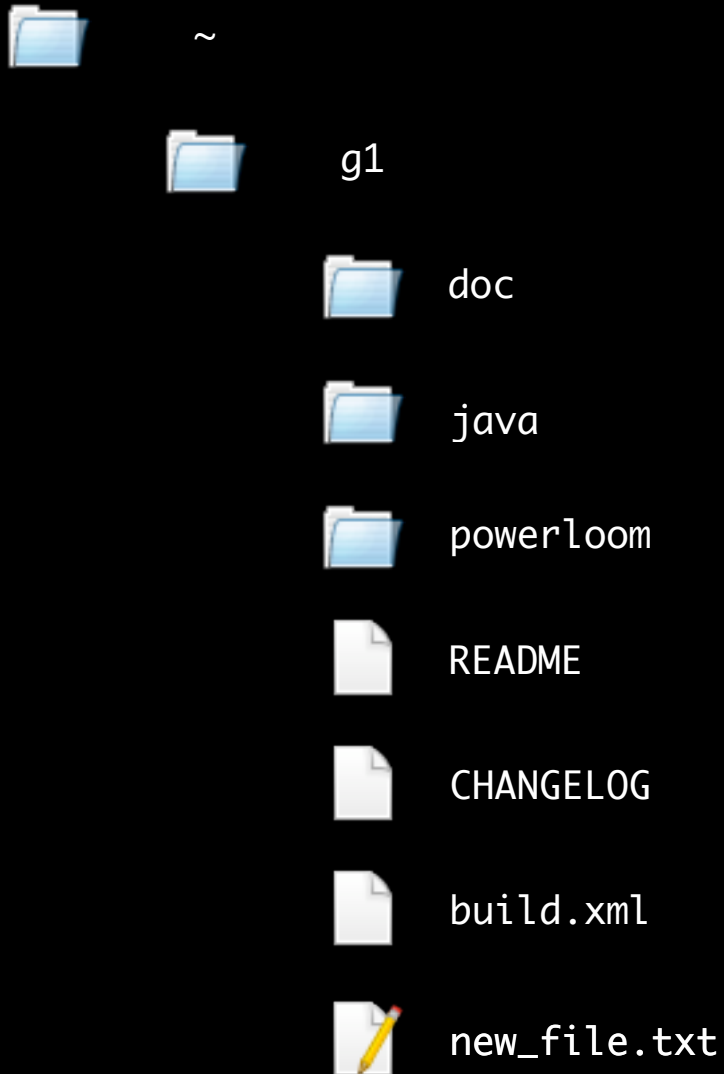 ~
g1
doc
java
powerloom
README
CHANGELOG
build.xml
new_file.txt